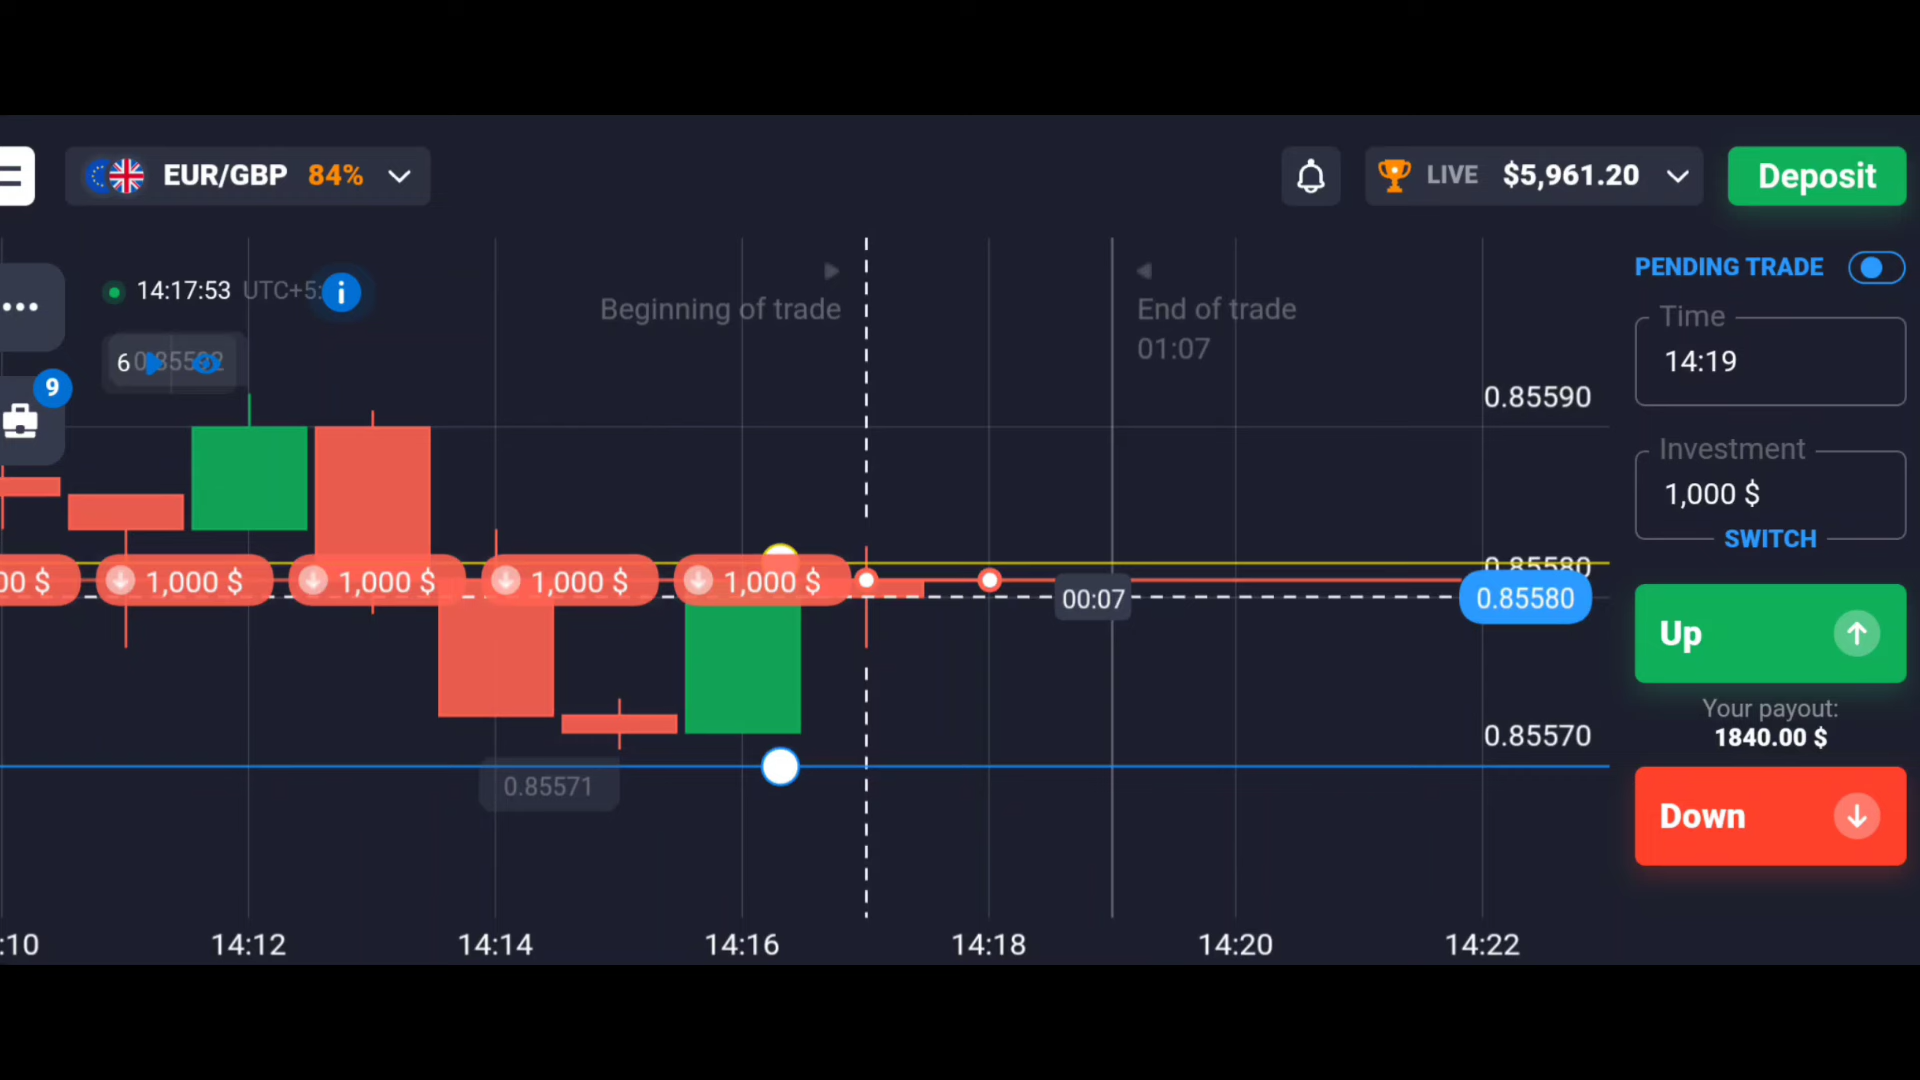 EUR/GBP 84%
LIVE $5,961.20
Deposit
14:17:53 UTC+5:
i
Beginning of trade
End of trade
01:07
PENDING TRADE
Time
14:19
6
9
0.85590
Investment
1,000 $
SWITCH
0.85580
00 $
1,000 $
1,000 $
1,000 $
1,000 $
00:07
0.85580
Up
Your payout:
1840.00 $
0.85570
0.85571
Down
:10
14:12
14:14
14:16
14:18
14:20
14:22